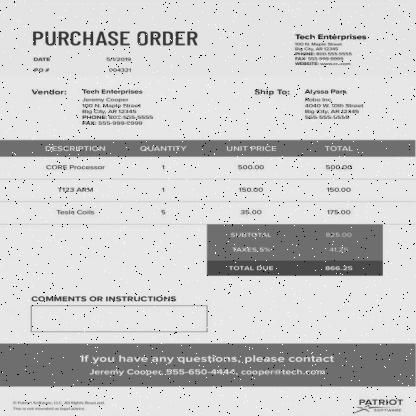 PURCHASE ORDER
Tech Enterprises
100 N. Maple Street
Big City, AR 12345
PHONE: 800-555-5555
FAX: 555-999-9999
WEBSITE:
DATE 5/1/2019
PO # 004321
Vendor: Tech Enterprises
Jeremy Cooper
100 N. Maple Street
Big City, AR 12345
PHONE: 800-555-5555
FAX: 555-999-9999
Ship To: Alyssa Park
Robo Inc.
4040 W. 10th Street
Big City, AR 12345
555-555-5559
DESCRIPTION QUANTITY UNIT PRICE TOTAL
CORE Processor 1 500.00 500.00
T123 ARM 1 150.00 150.00
Tesla Coils 5 35.00 175.00
SUBTOTAL 825.00
TAXES,5% 41.25
TOTAL DUE 866.25
COMMENTS OR INSTRUCTIONS
If you have any questions, please contact
Jeremy Cooper, 555-650-4444, cooper@tech.com
© Patriot Software, LLC. All Rights Reserved.
This is not intended as legal advice.
PATRIOT
SOFTWARE